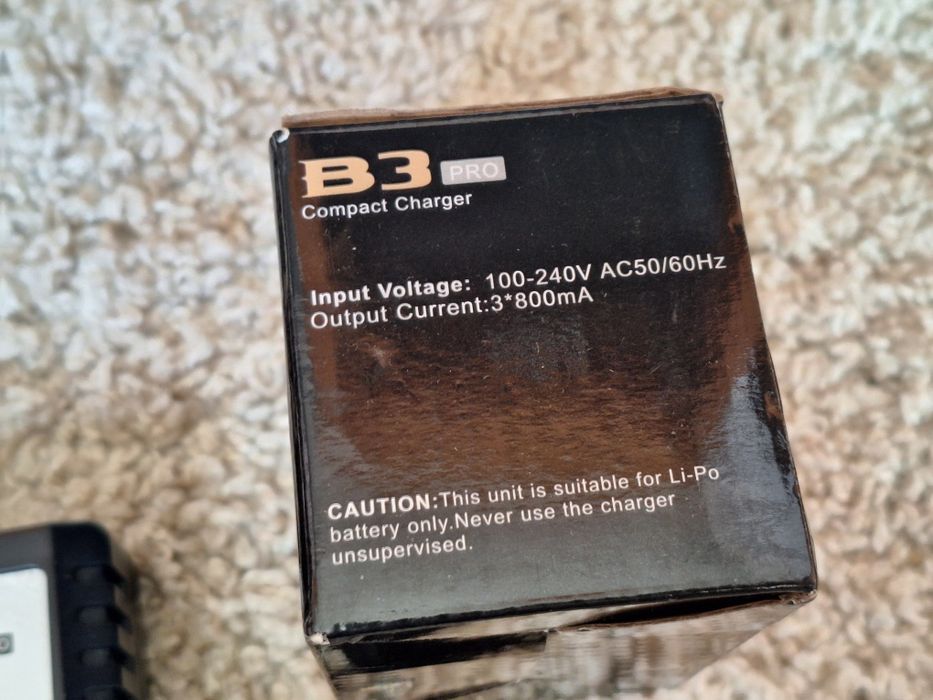 B3 PRO
Compact Charger
Input Voltage: 100-240V AC50/60Hz
Output Current:3*800mA
CAUTION:This unit is suitable for Li-Po
battery only.Never use the charger
unsupervised.